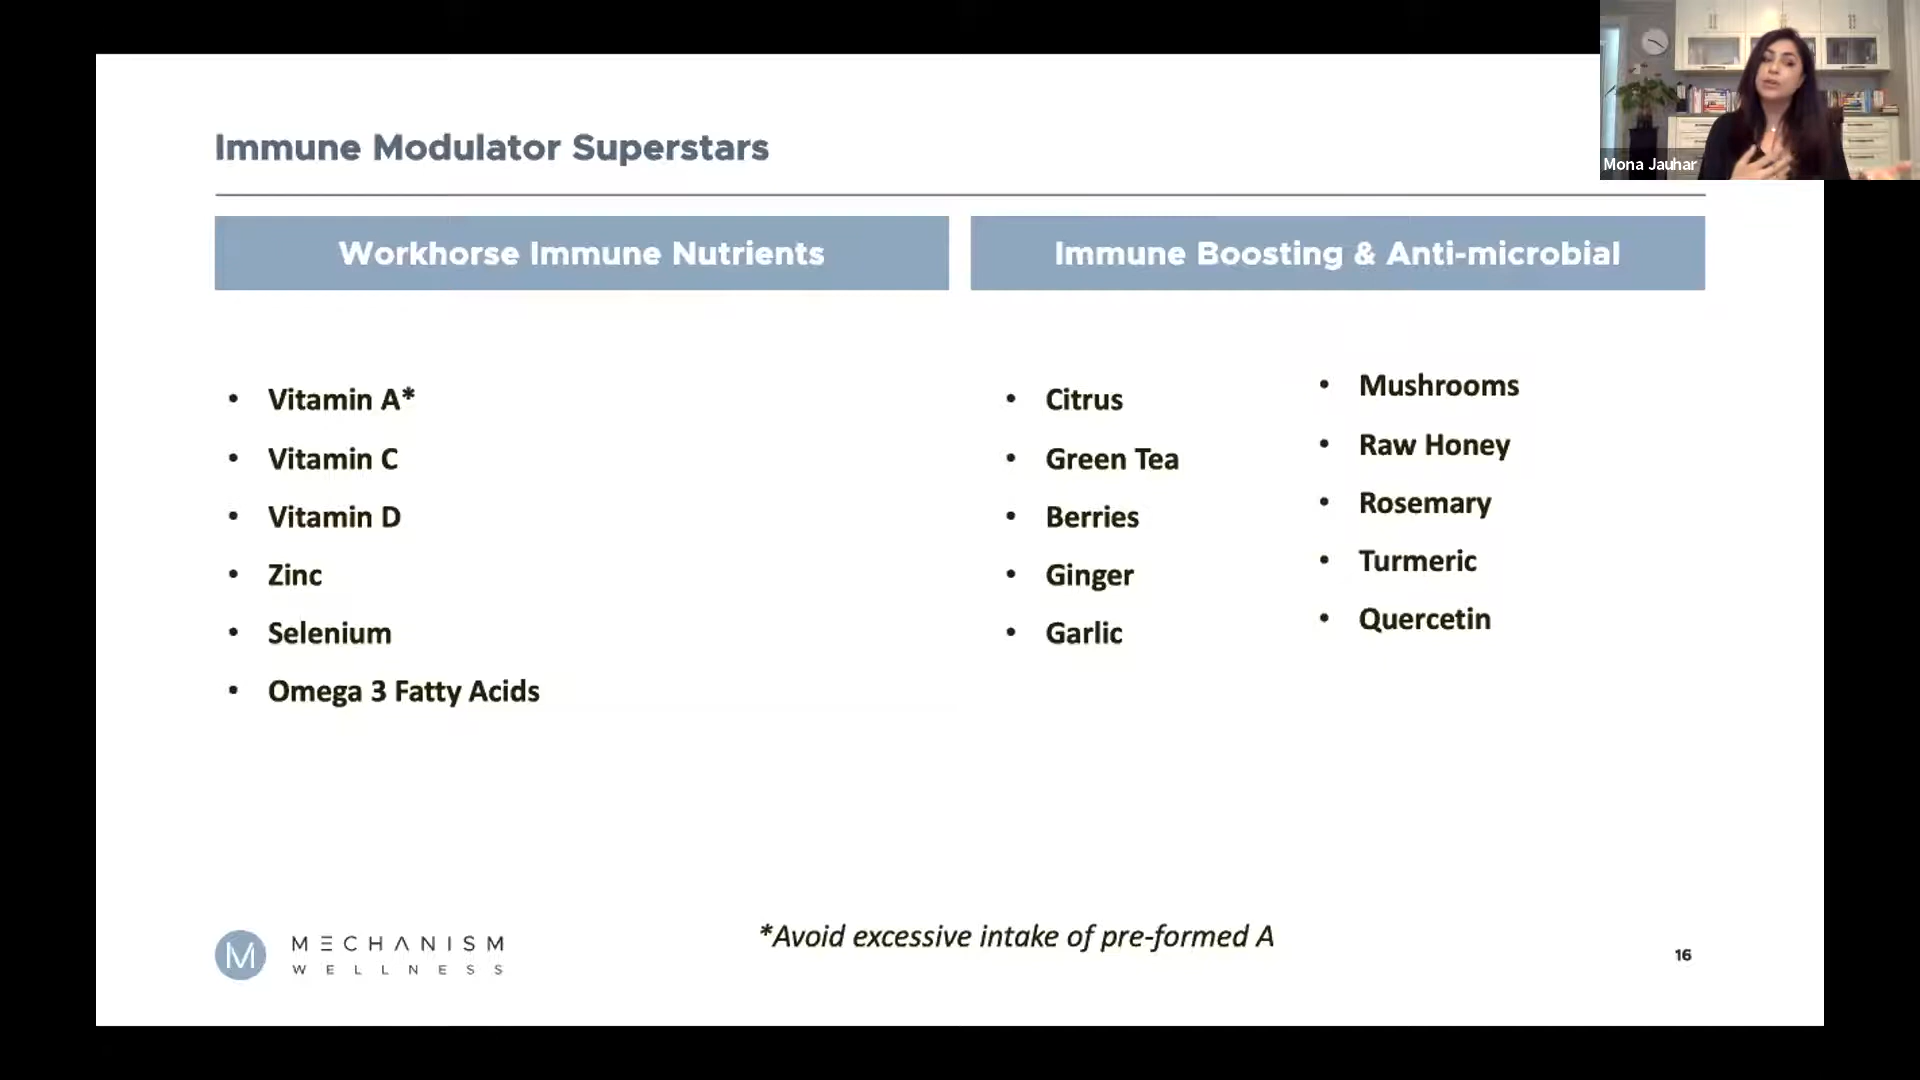 Mona Jauhar
Immune Modulator Superstars
Workhorse Immune Nutrients
• Vitamin A*
• Vitamin C
• Vitamin D
• Zinc
• Selenium
• Omega 3 Fatty Acids
Immune Boosting & Anti-microbial
• Citrus
• Green Tea
• Berries
• Ginger
• Garlic
• Mushrooms
• Raw Honey
• Rosemary
• Turmeric
• Quercetin
M
MECHANISM
WELLNESS
*Avoid excessive intake of pre-formed A
16